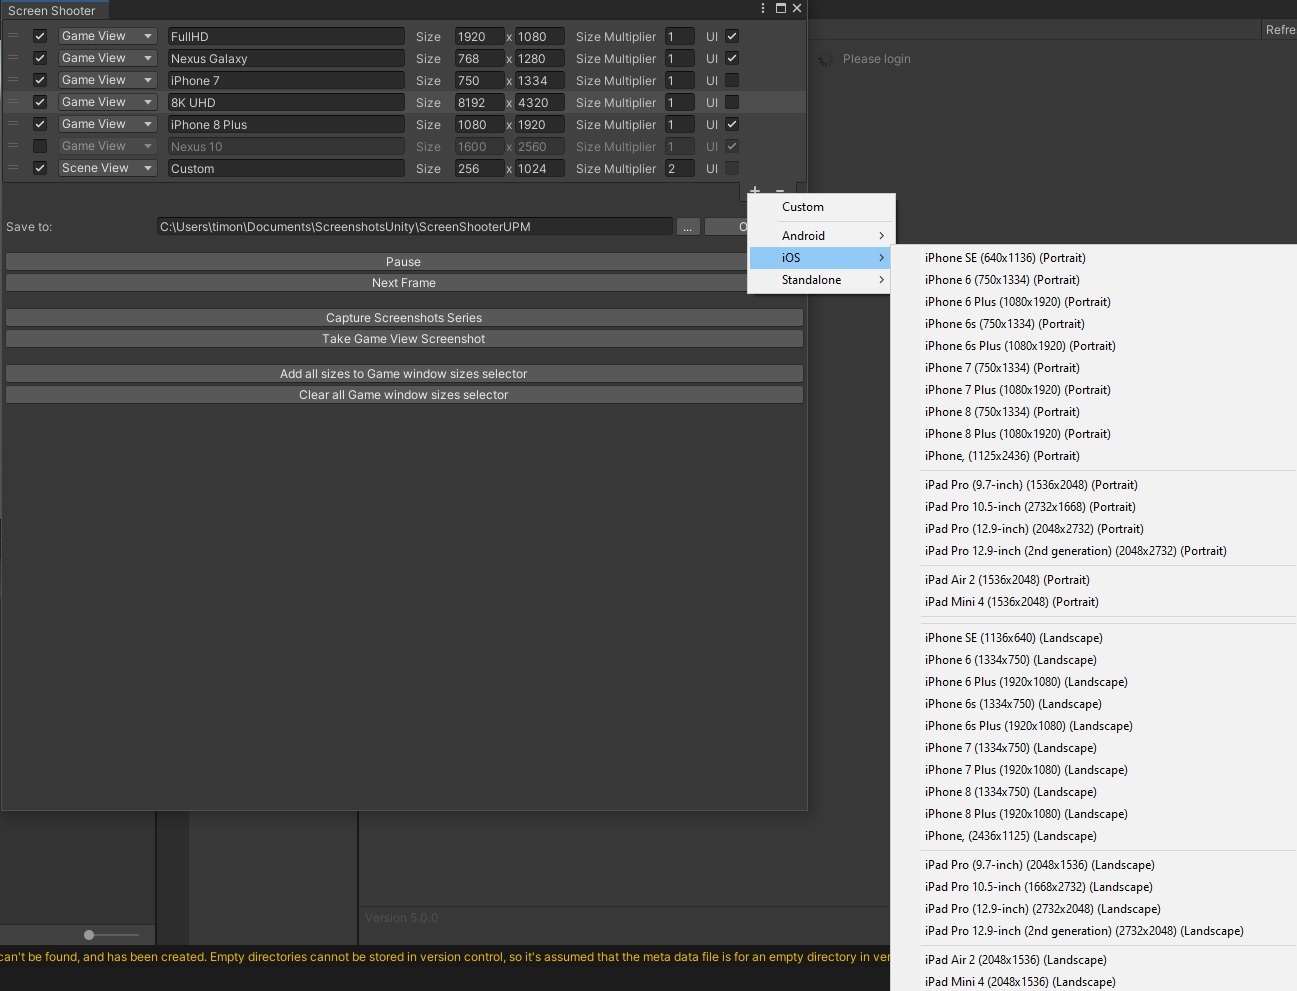 Screen Shooter
Game View FullHD Size 1920 x 1080 Size Multiplier 1 UI
Game View Nexus Galaxy Size 768 x 1280 Size Multiplier 1 UI
Game View iPhone 7 Size 750 x 1334 Size Multiplier 1 UI
Game View 8K UHD Size 8192 x 4320 Size Multiplier 1 UI
Game View iPhone 8 Plus Size 1080 x 1920 Size Multiplier 1 UI
Game View Nexus 10 Size 1600 x 2560 Size Multiplier 1 UI
Scene View Custom Size 256 x 1024 Size Multiplier 2 UI
Refre
Please login
Save to: C:\Users\timon\Documents\ScreenshotsUnity\ScreenShooterUPM ... O
Pause
Next Frame
Capture Screenshots Series
Take Game View Screenshot
Add all sizes to Game window sizes selector
Clear all Game window sizes selector
Custom
Android
iOS
Standalone
iPhone SE (640x1136) (Portrait)
iPhone 6 (750x1334) (Portrait)
iPhone 6 Plus (1080x1920) (Portrait)
iPhone 6s (750x1334) (Portrait)
iPhone 6s Plus (1080x1920) (Portrait)
iPhone 7 (750x1334) (Portrait)
iPhone 7 Plus (1080x1920) (Portrait)
iPhone 8 (750x1334) (Portrait)
iPhone 8 Plus (1080x1920) (Portrait)
iPhone, (1125x2436) (Portrait)
iPad Pro (9.7-inch) (1536x2048) (Portrait)
iPad Pro 10.5-inch (2732x1668) (Portrait)
iPad Pro (12.9-inch) (2048x2732) (Portrait)
iPad Pro 12.9-inch (2nd generation) (2048x2732) (Portrait)
iPad Air 2 (1536x2048) (Portrait)
iPad Mini 4 (1536x2048) (Portrait)
iPhone SE (1136x640) (Landscape)
iPhone 6 (1334x750) (Landscape)
iPhone 6 Plus (1920x1080) (Landscape)
iPhone 6s (1334x750) (Landscape)
iPhone 6s Plus (1920x1080) (Landscape)
iPhone 7 (1334x750) (Landscape)
iPhone 7 Plus (1920x1080) (Landscape)
iPhone 8 (1334x750) (Landscape)
iPhone 8 Plus (1920x1080) (Landscape)
iPhone, (2436x1125) (Landscape)
iPad Pro (9.7-inch) (2048x1536) (Landscape)
iPad Pro 10.5-inch (1668x2732) (Landscape)
iPad Pro (12.9-inch) (2732x2048) (Landscape)
iPad Pro 12.9-inch (2nd generation) (2732x2048) (Landscape)
iPad Air 2 (2048x1536) (Landscape)
iPad Mini 4 (2048x1536) (Landscape)
Version 5.0.0
can't be found, and has been created. Empty directories cannot be stored in version control, so it's assumed that the meta data file is for an empty directory in ver